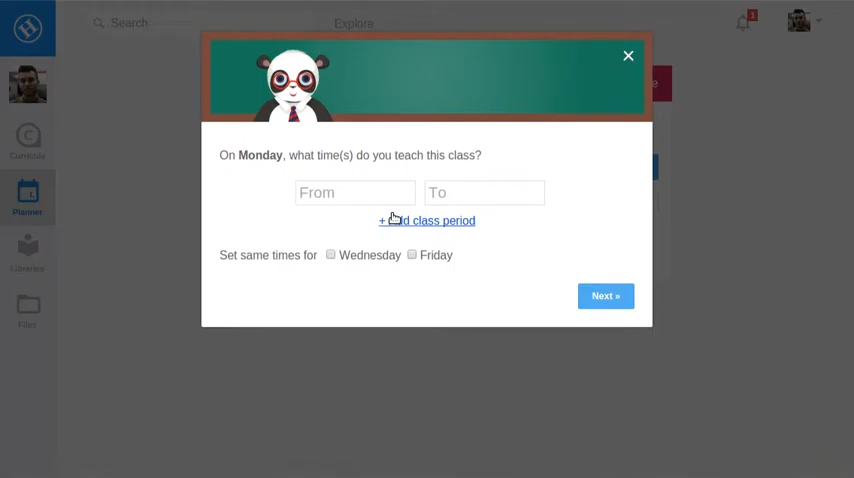 Search
Explore
1
e
On Monday, what time(s) do you teach this class?
From
To
+ Add class period
Set same times for Wednesday Friday
Next »
Curricula
Planner
Libraries
Files